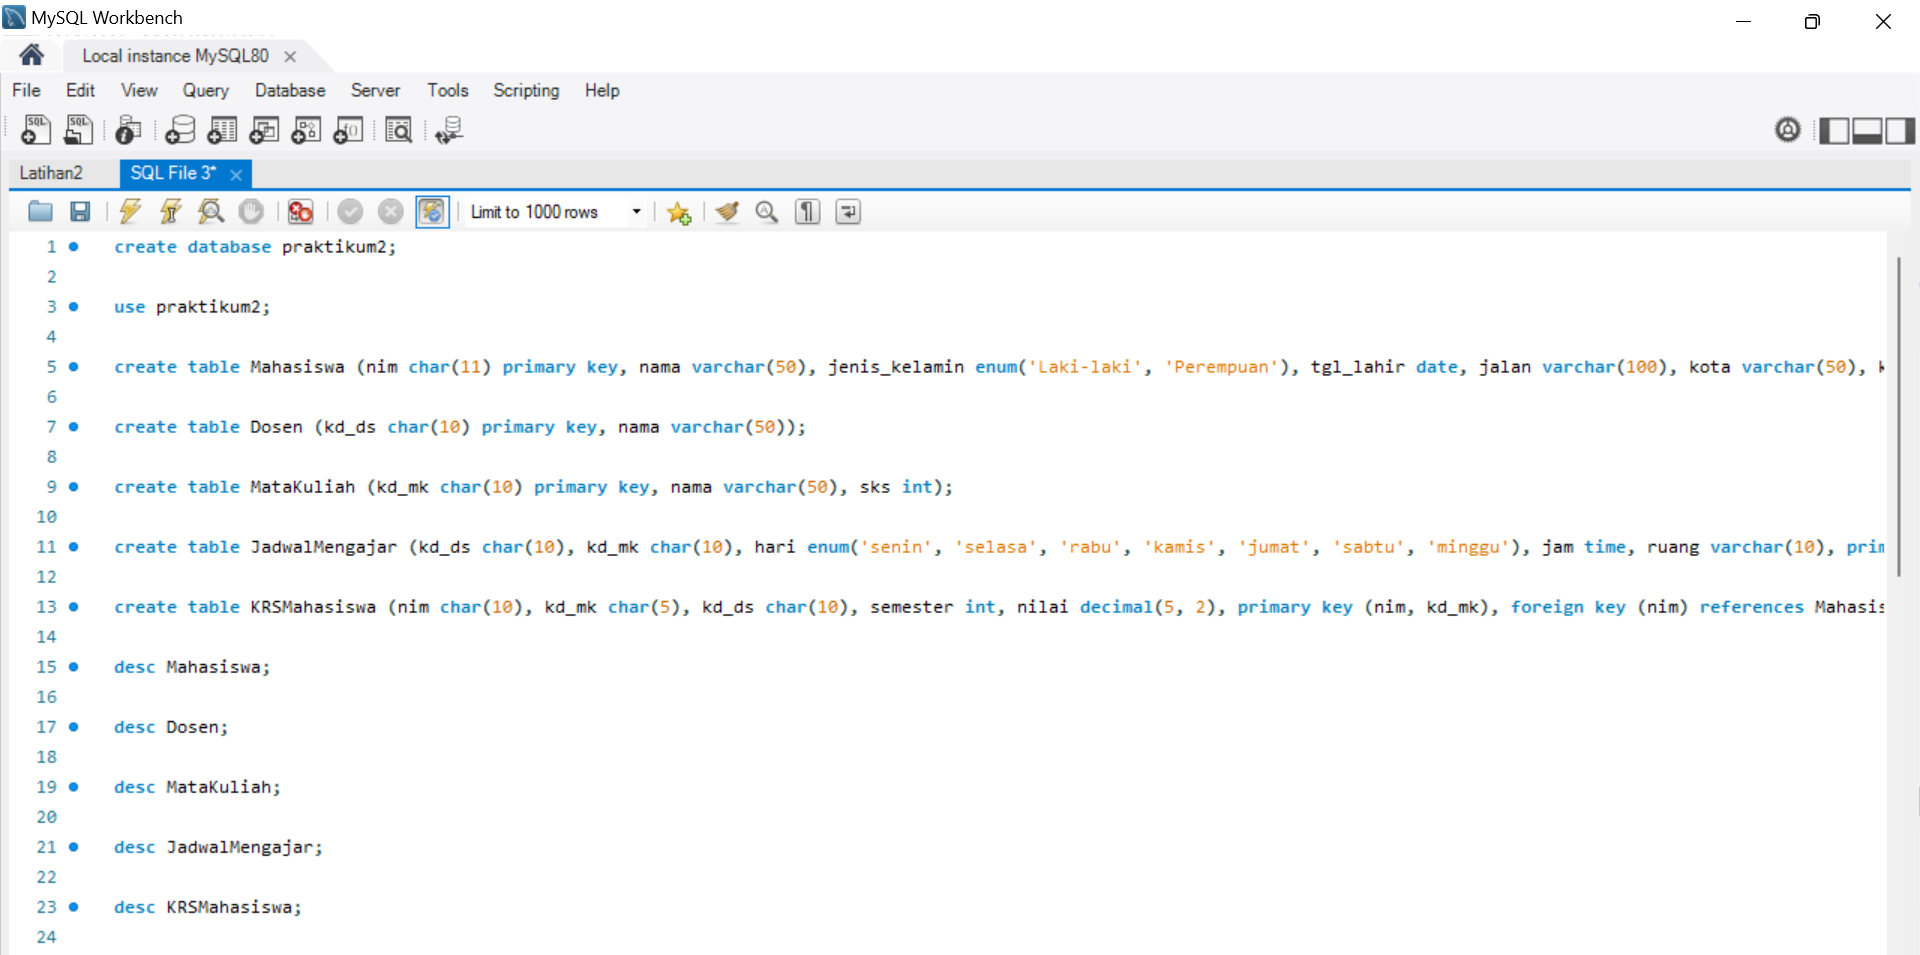 MySQL Workbench
Local instance MySQL80
File Edit View Query Database Server Tools Scripting Help
Latihan2 SQL File 3*
Limit to 1000 rows
1 create database praktikum2;
2
3 use praktikum2;
4
5 create table Mahasiswa (nim char(11) primary key, nama varchar(50), jenis_kelamin enum('Laki-laki', 'Perempuan'), tgl_lahir date, jalan varchar(100), kota varchar(50), k
6
7 create table Dosen (kd_ds char(10) primary key, nama varchar(50));
8
9 create table MataKuliah (kd_mk char(10) primary key, nama varchar(50), sks int);
10
11 create table JadwalMengajar (kd_ds char(10), kd_mk char(10), hari enum('senin', 'selasa', 'rabu', 'kamis', 'jumat', 'sabtu', 'minggu'), jam time, ruang varchar(10), prim
12
13 create table KRSMahasiswa (nim char(10), kd_mk char(5), kd_ds char(10), semester int, nilai decimal(5, 2), primary key (nim, kd_mk), foreign key (nim) references Mahasis
14
15 desc Mahasiswa;
16
17 desc Dosen;
18
19 desc MataKuliah;
20
21 desc JadwalMengajar;
22
23 desc KRSMahasiswa;
24